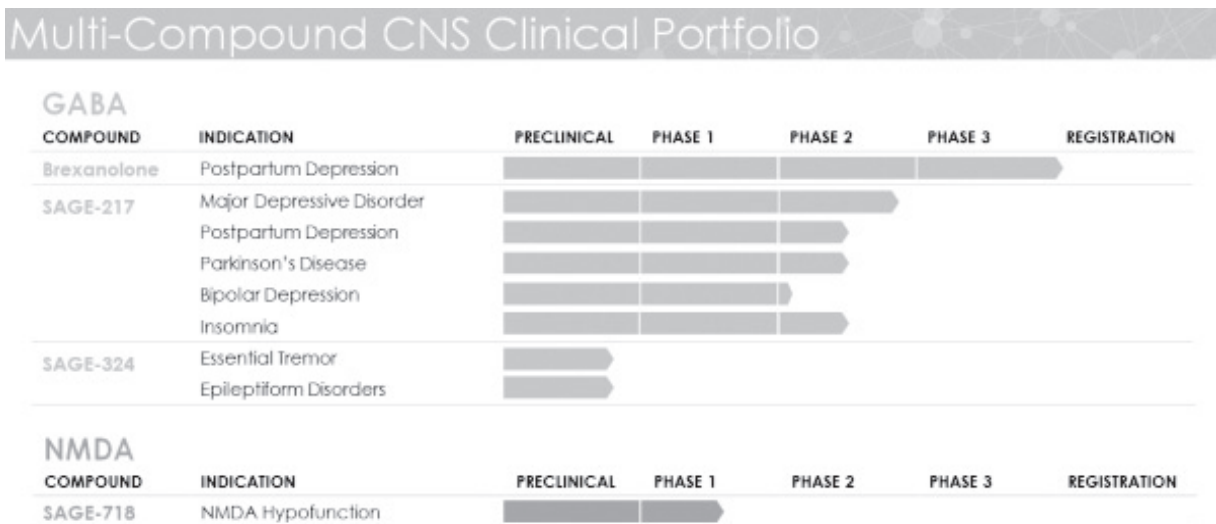 Multi-Compound CNS Clinical Portfolio
GABA
COMPOUND INDICATION PRECLINICAL PHASE 1 PHASE 2 PHASE 3 REGISTRATION
Brexanolone Postpartum Depression
SAGE-217 Major Depressive Disorder
Postpartum Depression
Parkinson's Disease
Bipolar Depression
Insomnia
SAGE-324 Essential Tremor
Epileptiform Disorders
NMDA
COMPOUND INDICATION PRECLINICAL PHASE 1 PHASE 2 PHASE 3 REGISTRATION
SAGE-718 NMDA Hypofunction